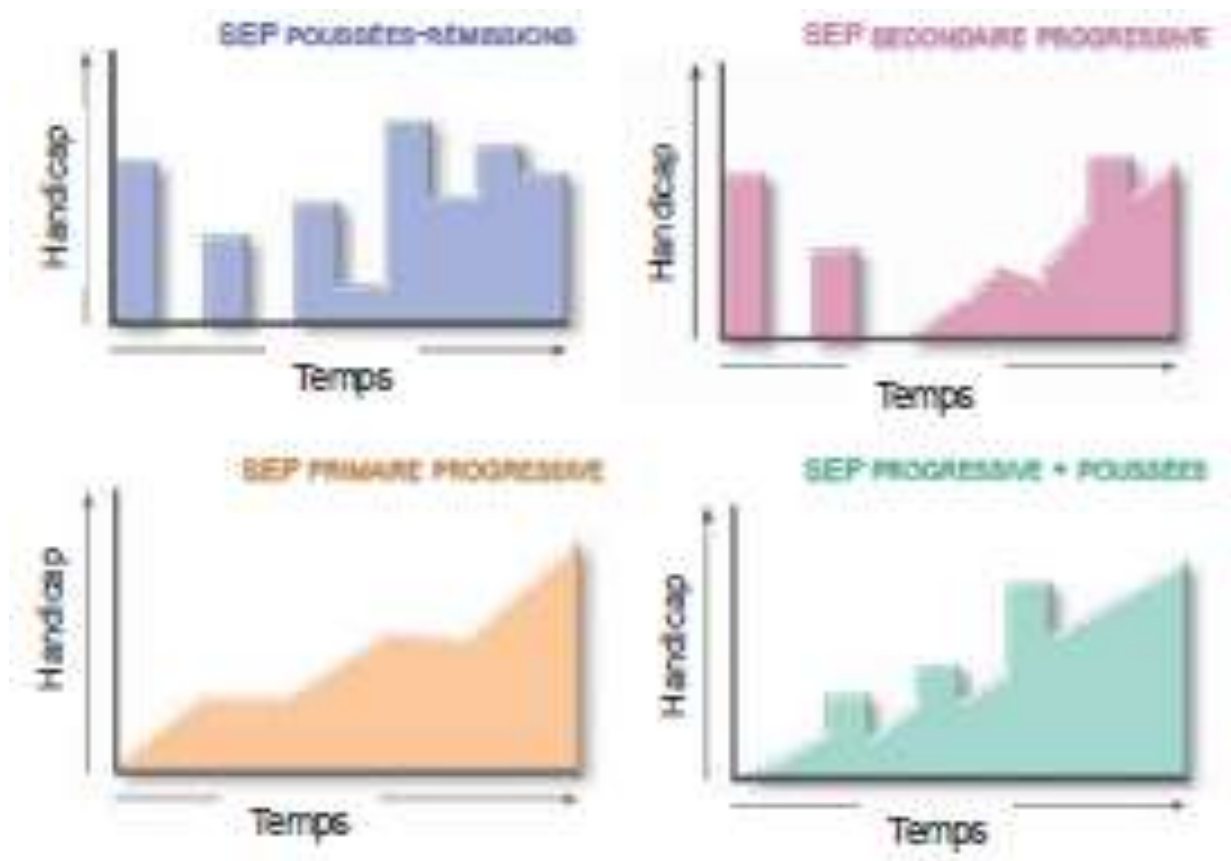 SEP POUSSÉES-RÉMISSIONS
Handicap
Temps
SEP SECONDAIRE PROGRESSIVE
Handicap
Temps
SEP PRIMAIRE PROGRESSIVE
Handicap
Temps
SEP PROGRESSIVE + POUSSÉES
Handicap
Temps